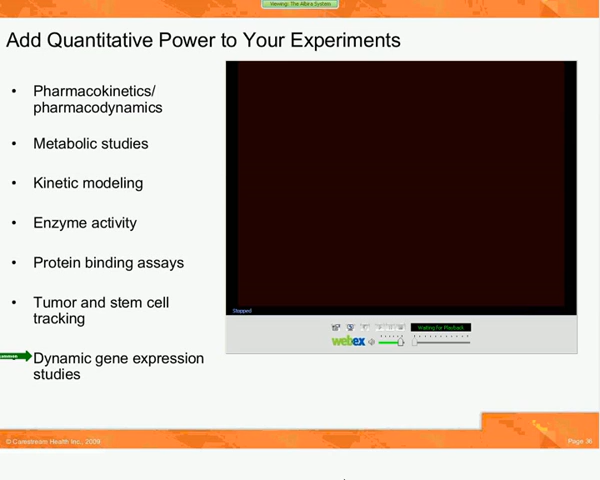 Viewing: The Albira System
Add Quantitative Power to Your Experiments
• Pharmacokinetics/
pharmacodynamics
• Metabolic studies
• Kinetic modeling
• Enzyme activity
• Protein binding assays
• Tumor and stem cell
tracking
Dynamic gene expression
studies
Stopped
Waiting for Playback
webex
© Carestream Health Inc., 2009
Page 36